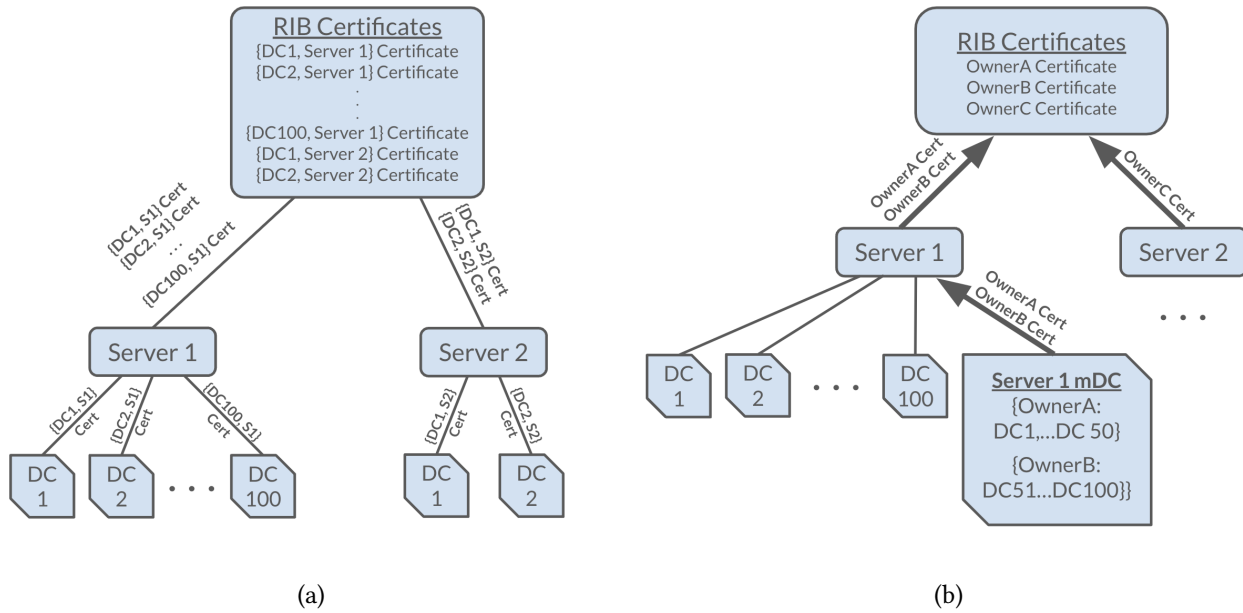 RIB Certificates
{DC1, Server 1} Certificate
{DC2, Server 1} Certificate
.
.
.
{DC100, Server 1} Certificate
{DC1, Server 2} Certificate
{DC2, Server 2} Certificate
{DC1, S1} Cert
{DC2, S1} Cert
...
{DC100, S1} Cert
{DC1, S2} Cert
{DC2, S2} Cert
Server 1
Server 2
{DC1, S1}
Cert
{DC2, S1}
Cert
{DC100, S1}
Cert
{DC1, S2}
Cert
{DC2, S2}
Cert
DC
1
DC
2
. . .
DC
100
DC
1
DC
2
(a)
RIB Certificates
OwnerA Certificate
OwnerB Certificate
OwnerC Certificate
OwnerA Cert
OwnerB Cert
OwnerC Cert
Server 1
Server 2
OwnerA Cert
OwnerB Cert
. . .
DC
1
DC
2
. . .
DC
100
Server 1 mDC
{OwnerA:
DC1,...DC 50}
{OwnerB:
DC51...DC100}}
(b)